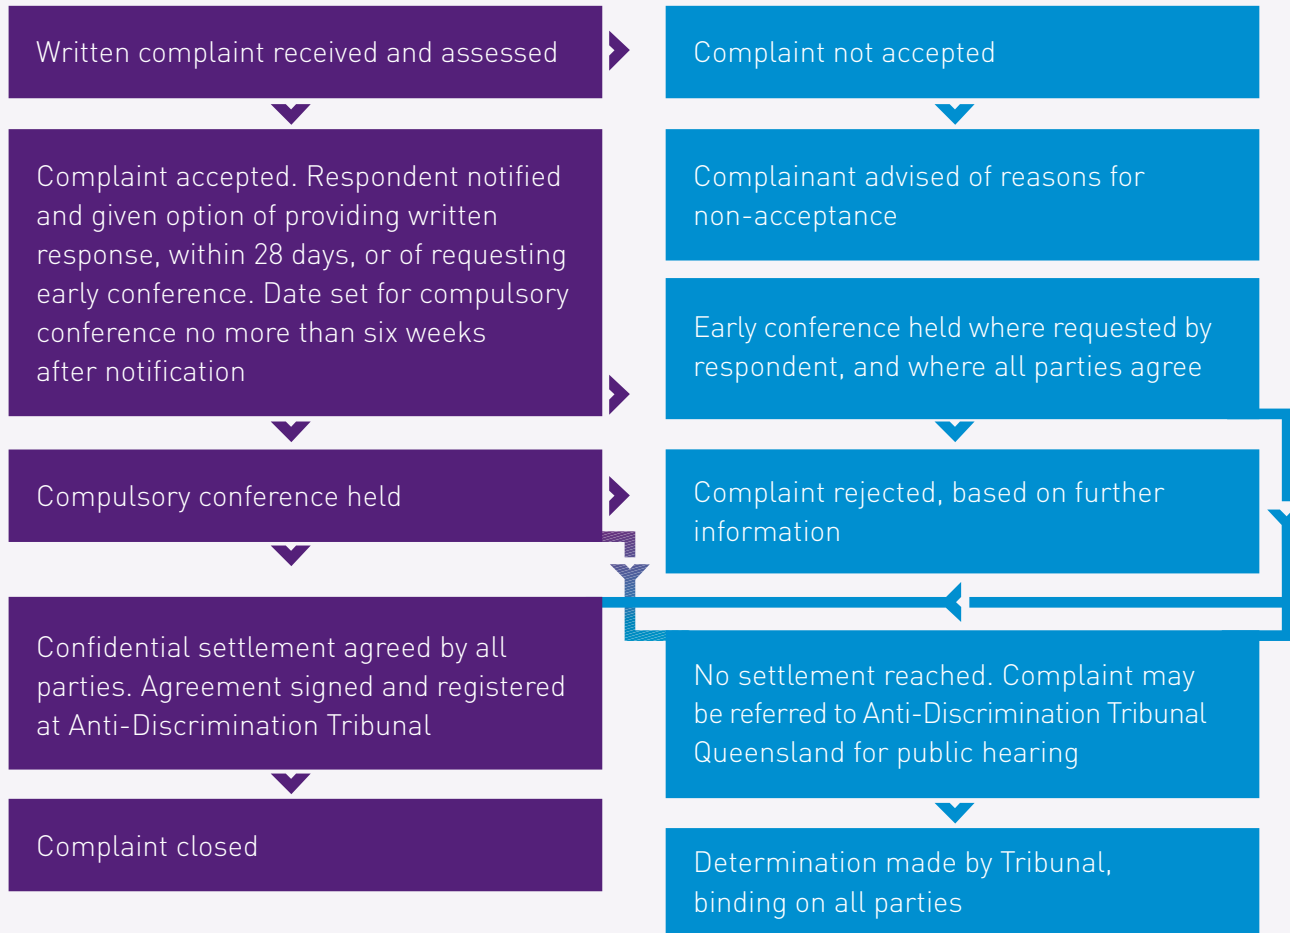 Written complaint received and assessed
Complaint not accepted
Complaint accepted. Respondent notified
and given option of providing written
response, within 28 days, or of requesting
early conference. Date set for compulsory
conference no more than six weeks
after notification
Complainant advised of reasons for
non-acceptance
Early conference held where requested by
respondent, and where all parties agree
Compulsory conference held
Complaint rejected, based on further
information
Confidential settlement agreed by all
parties. Agreement signed and registered
at Anti-Discrimination Tribunal
No settlement reached. Complaint may
be referred to Anti-Discrimination Tribunal
Queensland for public hearing
Complaint closed
Determination made by Tribunal,
binding on all parties